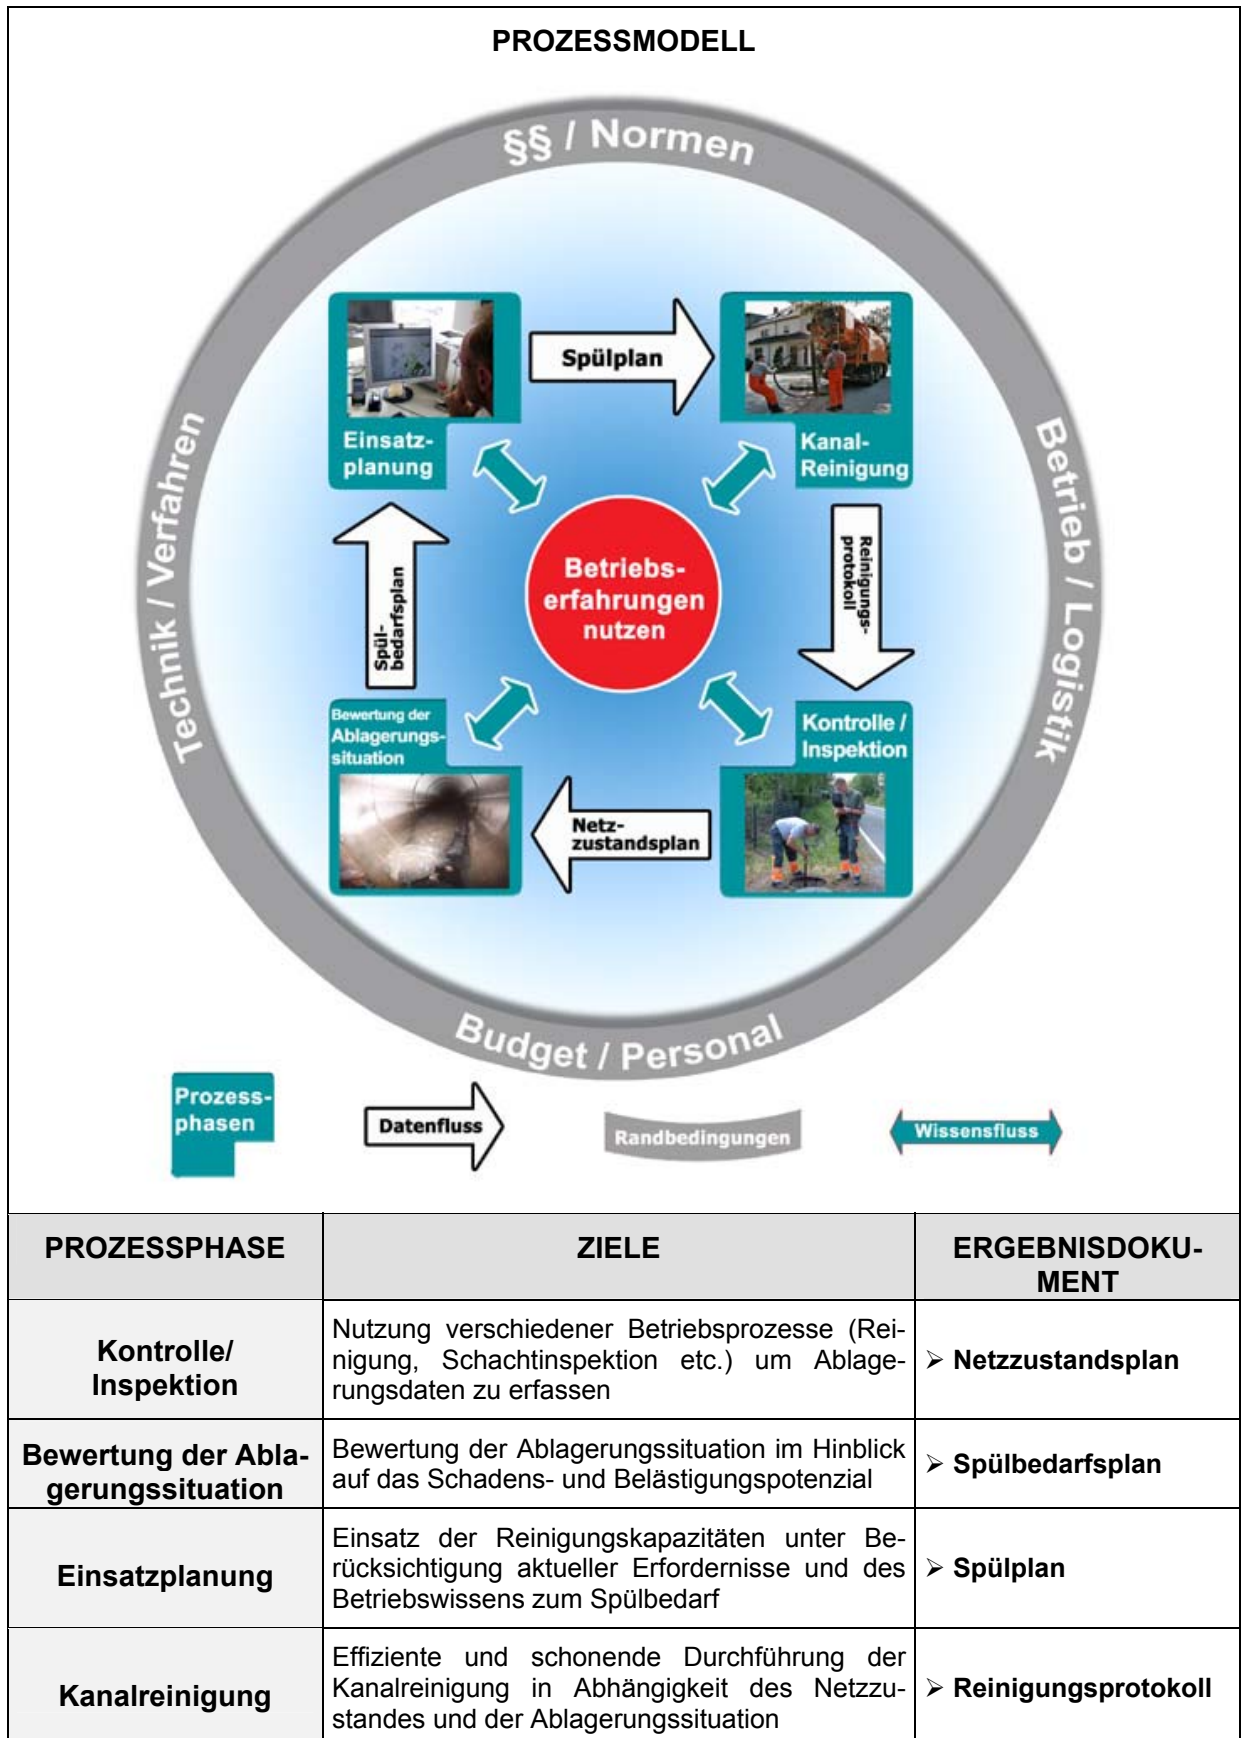 PROZESSMODELL
§§ / Normen
Technik / Verfahren
Betrieb / Logistik
Budget / Personal
Einsatz-
planung
Spülplan
Kanal-
Reinigung
Reinigungs-
protokoll
Kontrolle /
Inspektion
Netz-
zustandsplan
Bewertung der
Ablagerungs-
situation
Spül-
bedarfsplan
Betriebs-
erfahrungen
nutzen
Prozess-
phasen
Datenfluss
Randbedingungen
Wissensfluss
PROZESSPHASE
ZIELE
ERGEBNISDOKU-
MENT
Kontrolle/
Inspektion
Nutzung verschiedener Betriebsprozesse (Rei-
nigung, Schachtinspektion etc.) um Ablage-
rungsdaten zu erfassen
➢ Netzzustandsplan
Bewertung der Abla-
gerungssituation
Bewertung der Ablagerungssituation im Hinblick
auf das Schadens- und Belästigungspotenzial
➢ Spülbedarfsplan
Einsatzplanung
Einsatz der Reinigungskapazitäten unter Be-
rücksichtigung aktueller Erfordernisse und des
Betriebswissens zum Spülbedarf
➢ Spülplan
Kanalreinigung
Effiziente und schonende Durchführung der
Kanalreinigung in Abhängigkeit des Netzzu-
standes und der Ablagerungssituation
➢ Reinigungsprotokoll